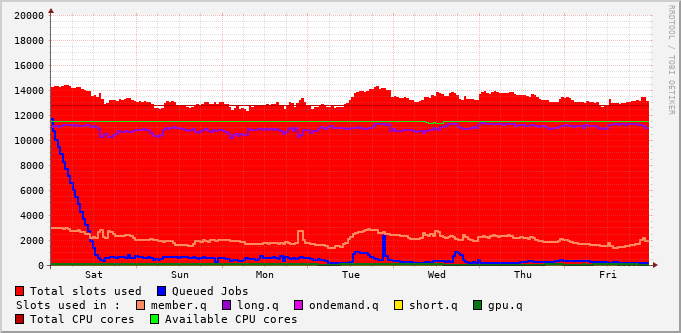 20000
18000
16000
14000
12000
10000
8000
6000
4000
2000
0
Sat Sun Mon Tue Wed Thu Fri
RRDTOOL / TOBI OETIKER
Total slots used Queued Jobs
Slots used in : member.q long.q ondemand.q short.q gpu.q
Total CPU cores Available CPU cores